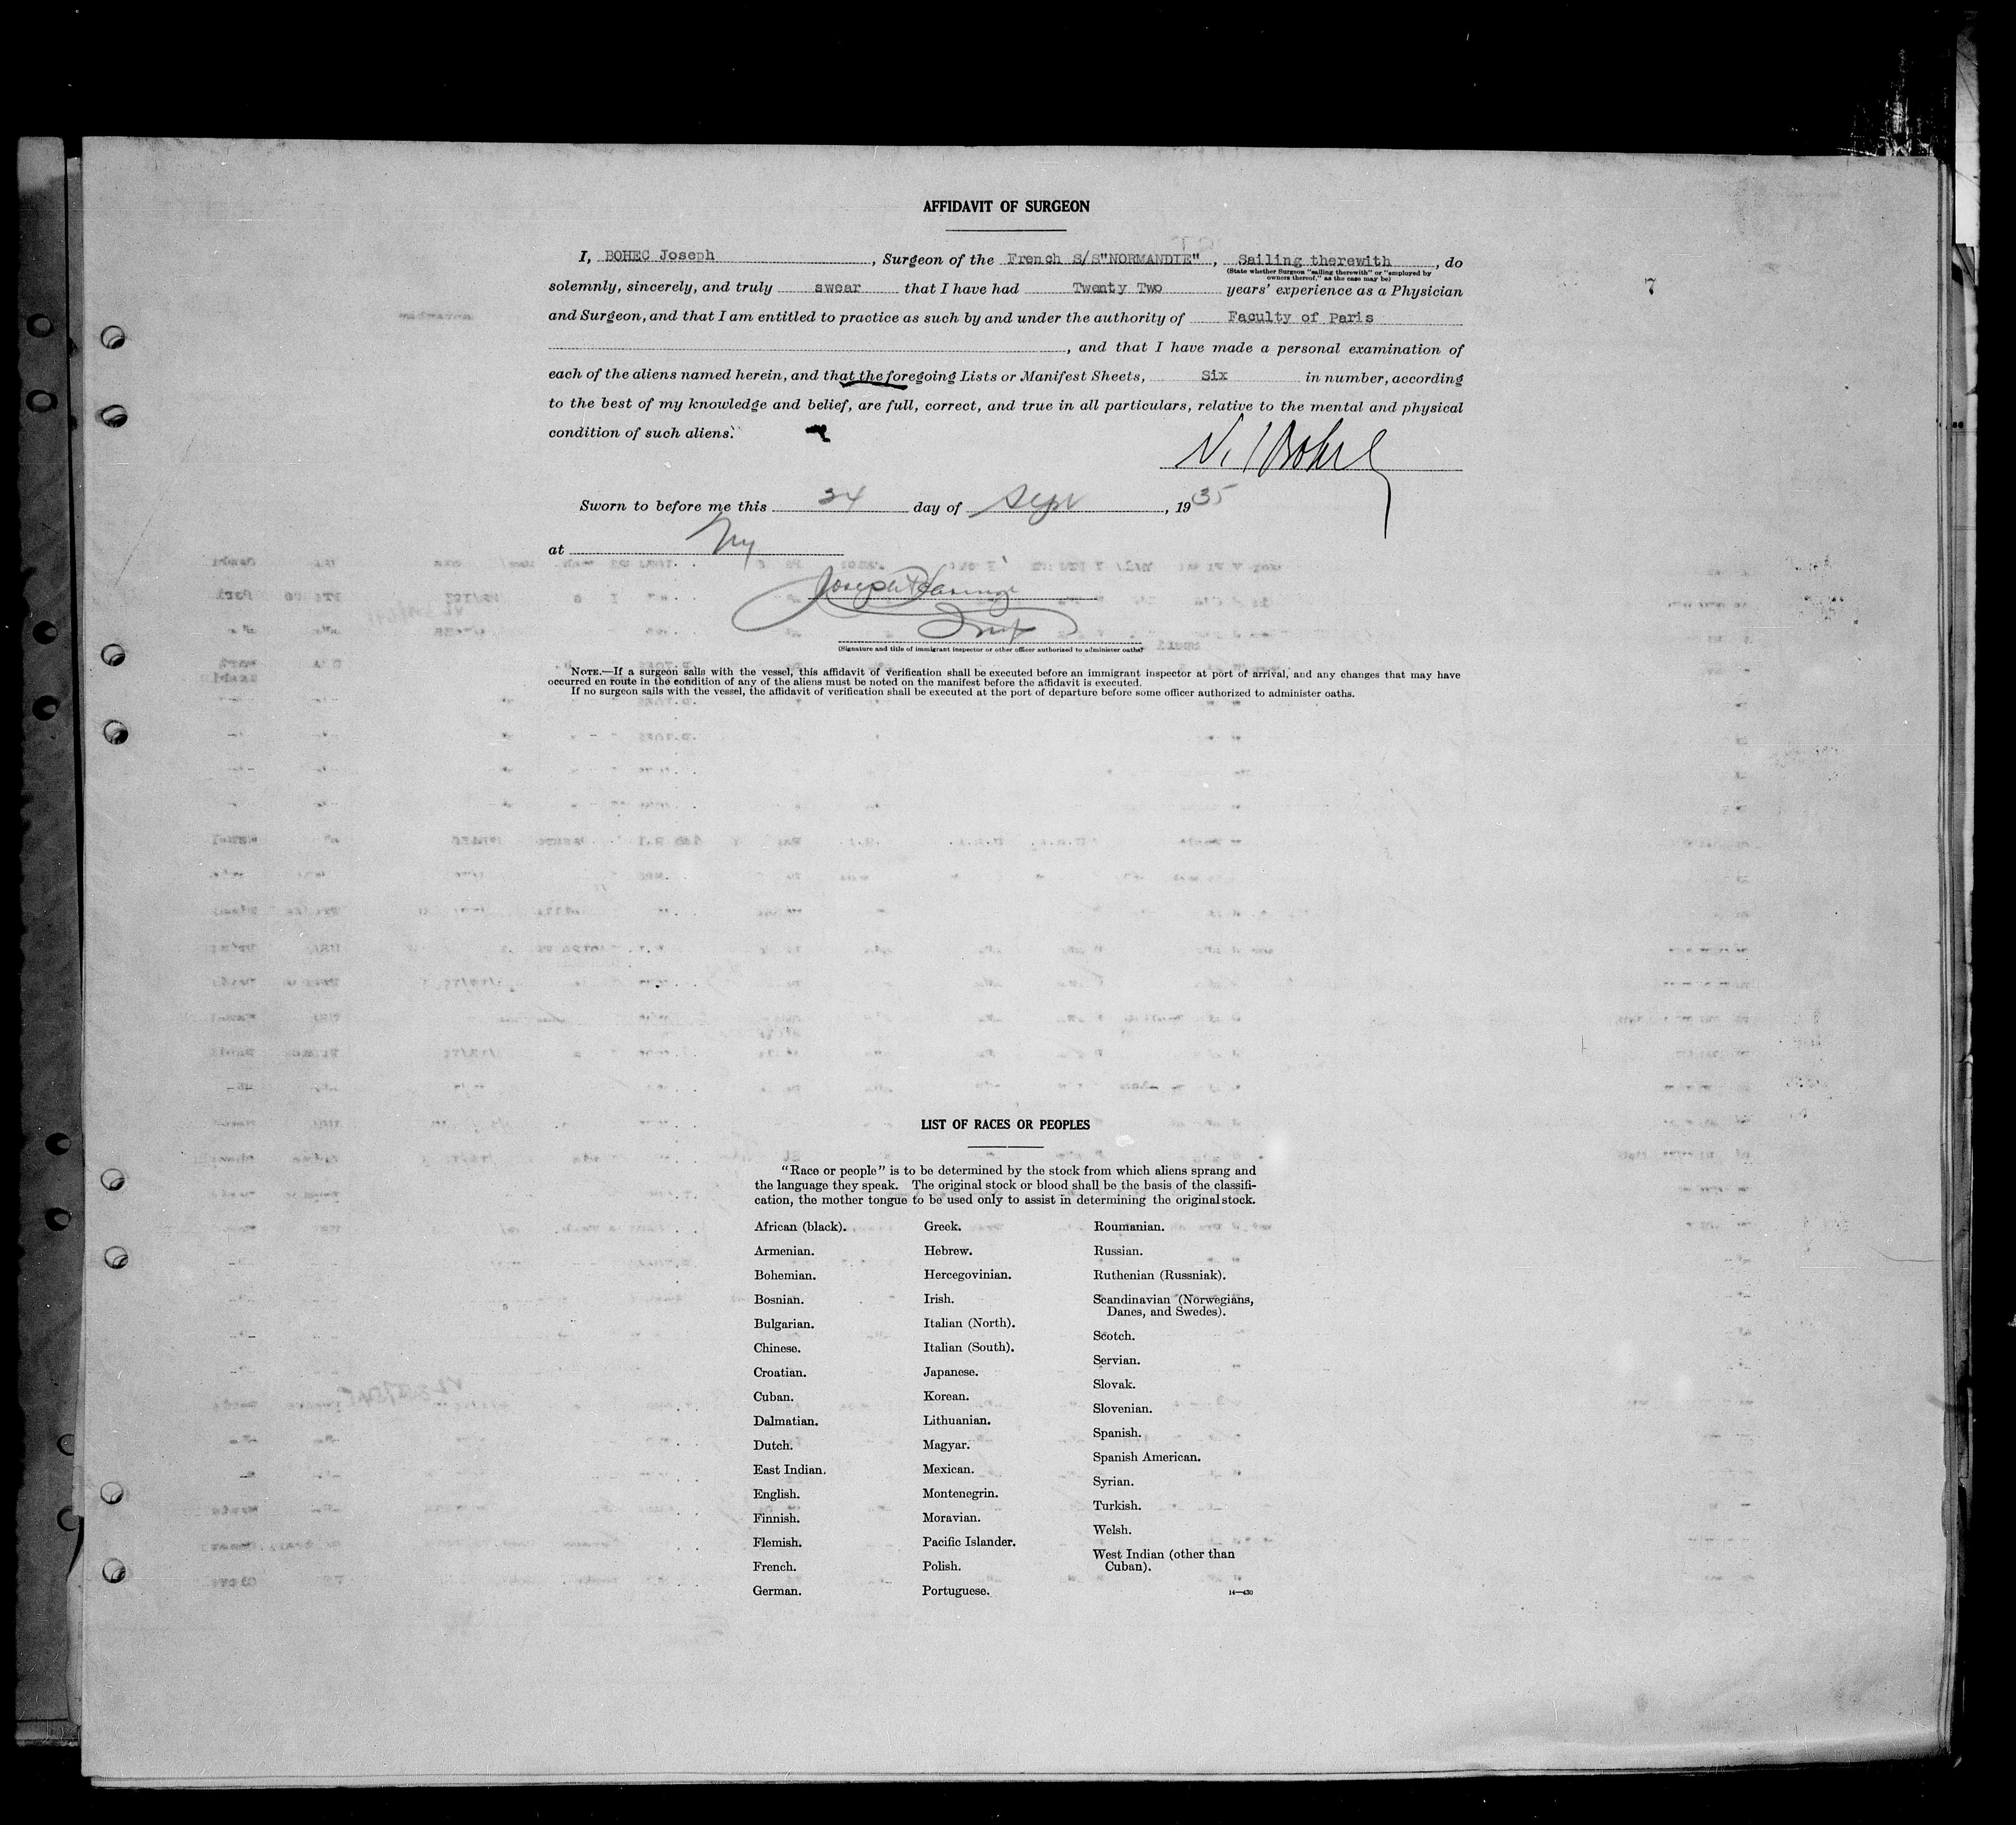 AFFIDAVIT OF SURGEON
I, BOHEC Joseph, Surgeon of the French S/S"NORMANDIE", Sailing therewith, do
(State whether Surgeon "sailing therewith" or "employed by
owners thereof," as the case may be)
solemnly, sincerely, and truly swear that I have had Twenty Two years' experience as a Physician
7
and Surgeon, and that I am entitled to practice as such by and under the authority of Faculty of Paris
, and that I have made a personal examination of
each of the aliens named herein, and that the foregoing Lists or Manifest Sheets, Six in number, according
to the best of my knowledge and belief, are full, correct, and true in all particulars, relative to the mental and physical
condition of such aliens.
Sworn to before me this 24 day of Sept, 1935
at NY
(Signature and title of immigrant inspector or other officer authorized to administer oaths)
NOTE.—If a surgeon sails with the vessel, this affidavit of verification shall be executed before an immigrant inspector at port of arrival, and any changes that may have
occurred en route in the condition of any of the aliens must be noted on the manifest before the affidavit is executed.
If no surgeon sails with the vessel, the affidavit of verification shall be executed at the port of departure before some officer authorized to administer oaths.
LIST OF RACES OR PEOPLES
"Race or people" is to be determined by the stock from which aliens sprang and
the language they speak. The original stock or blood shall be the basis of the classifi-
cation, the mother tongue to be used only to assist in determining the original stock.
African (black).
Armenian.
Bohemian.
Bosnian.
Bulgarian.
Chinese.
Croatian.
Cuban.
Dalmatian.
Dutch.
East Indian.
English.
Finnish.
Flemish.
French.
German.
Greek.
Hebrew.
Hercegovinian.
Irish.
Italian (North).
Italian (South).
Japanese.
Korean.
Lithuanian.
Magyar.
Mexican.
Montenegrin.
Moravian.
Pacific Islander.
Polish.
Portuguese.
Roumanian.
Russian.
Ruthenian (Russniak).
Scandinavian (Norwegians,
Danes, and Swedes).
Scotch.
Servian.
Slovak.
Slovenian.
Spanish.
Spanish American.
Syrian.
Turkish.
Welsh.
West Indian (other than
Cuban).
14—430